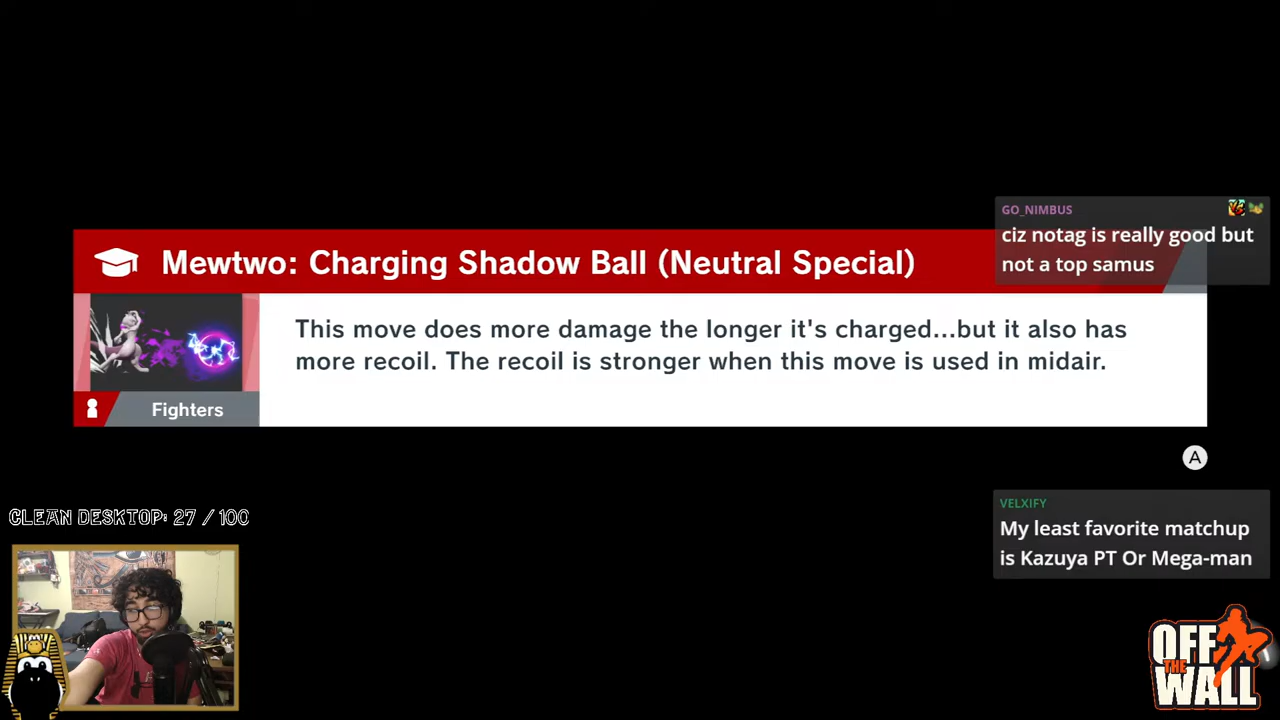 GO_NIMBUS
ciz notag is really good but
not a top samus
Mewtwo: Charging Shadow Ball (Neutral Special)
This move does more damage the longer it's charged...but it also has
more recoil. The recoil is stronger when this move is used in midair.
Fighters
A
VELXIFY
My least favorite matchup
is Kazuya PT Or Mega-man
CLEAN DESKTOP: 27 / 100
OFF
THE
WALL